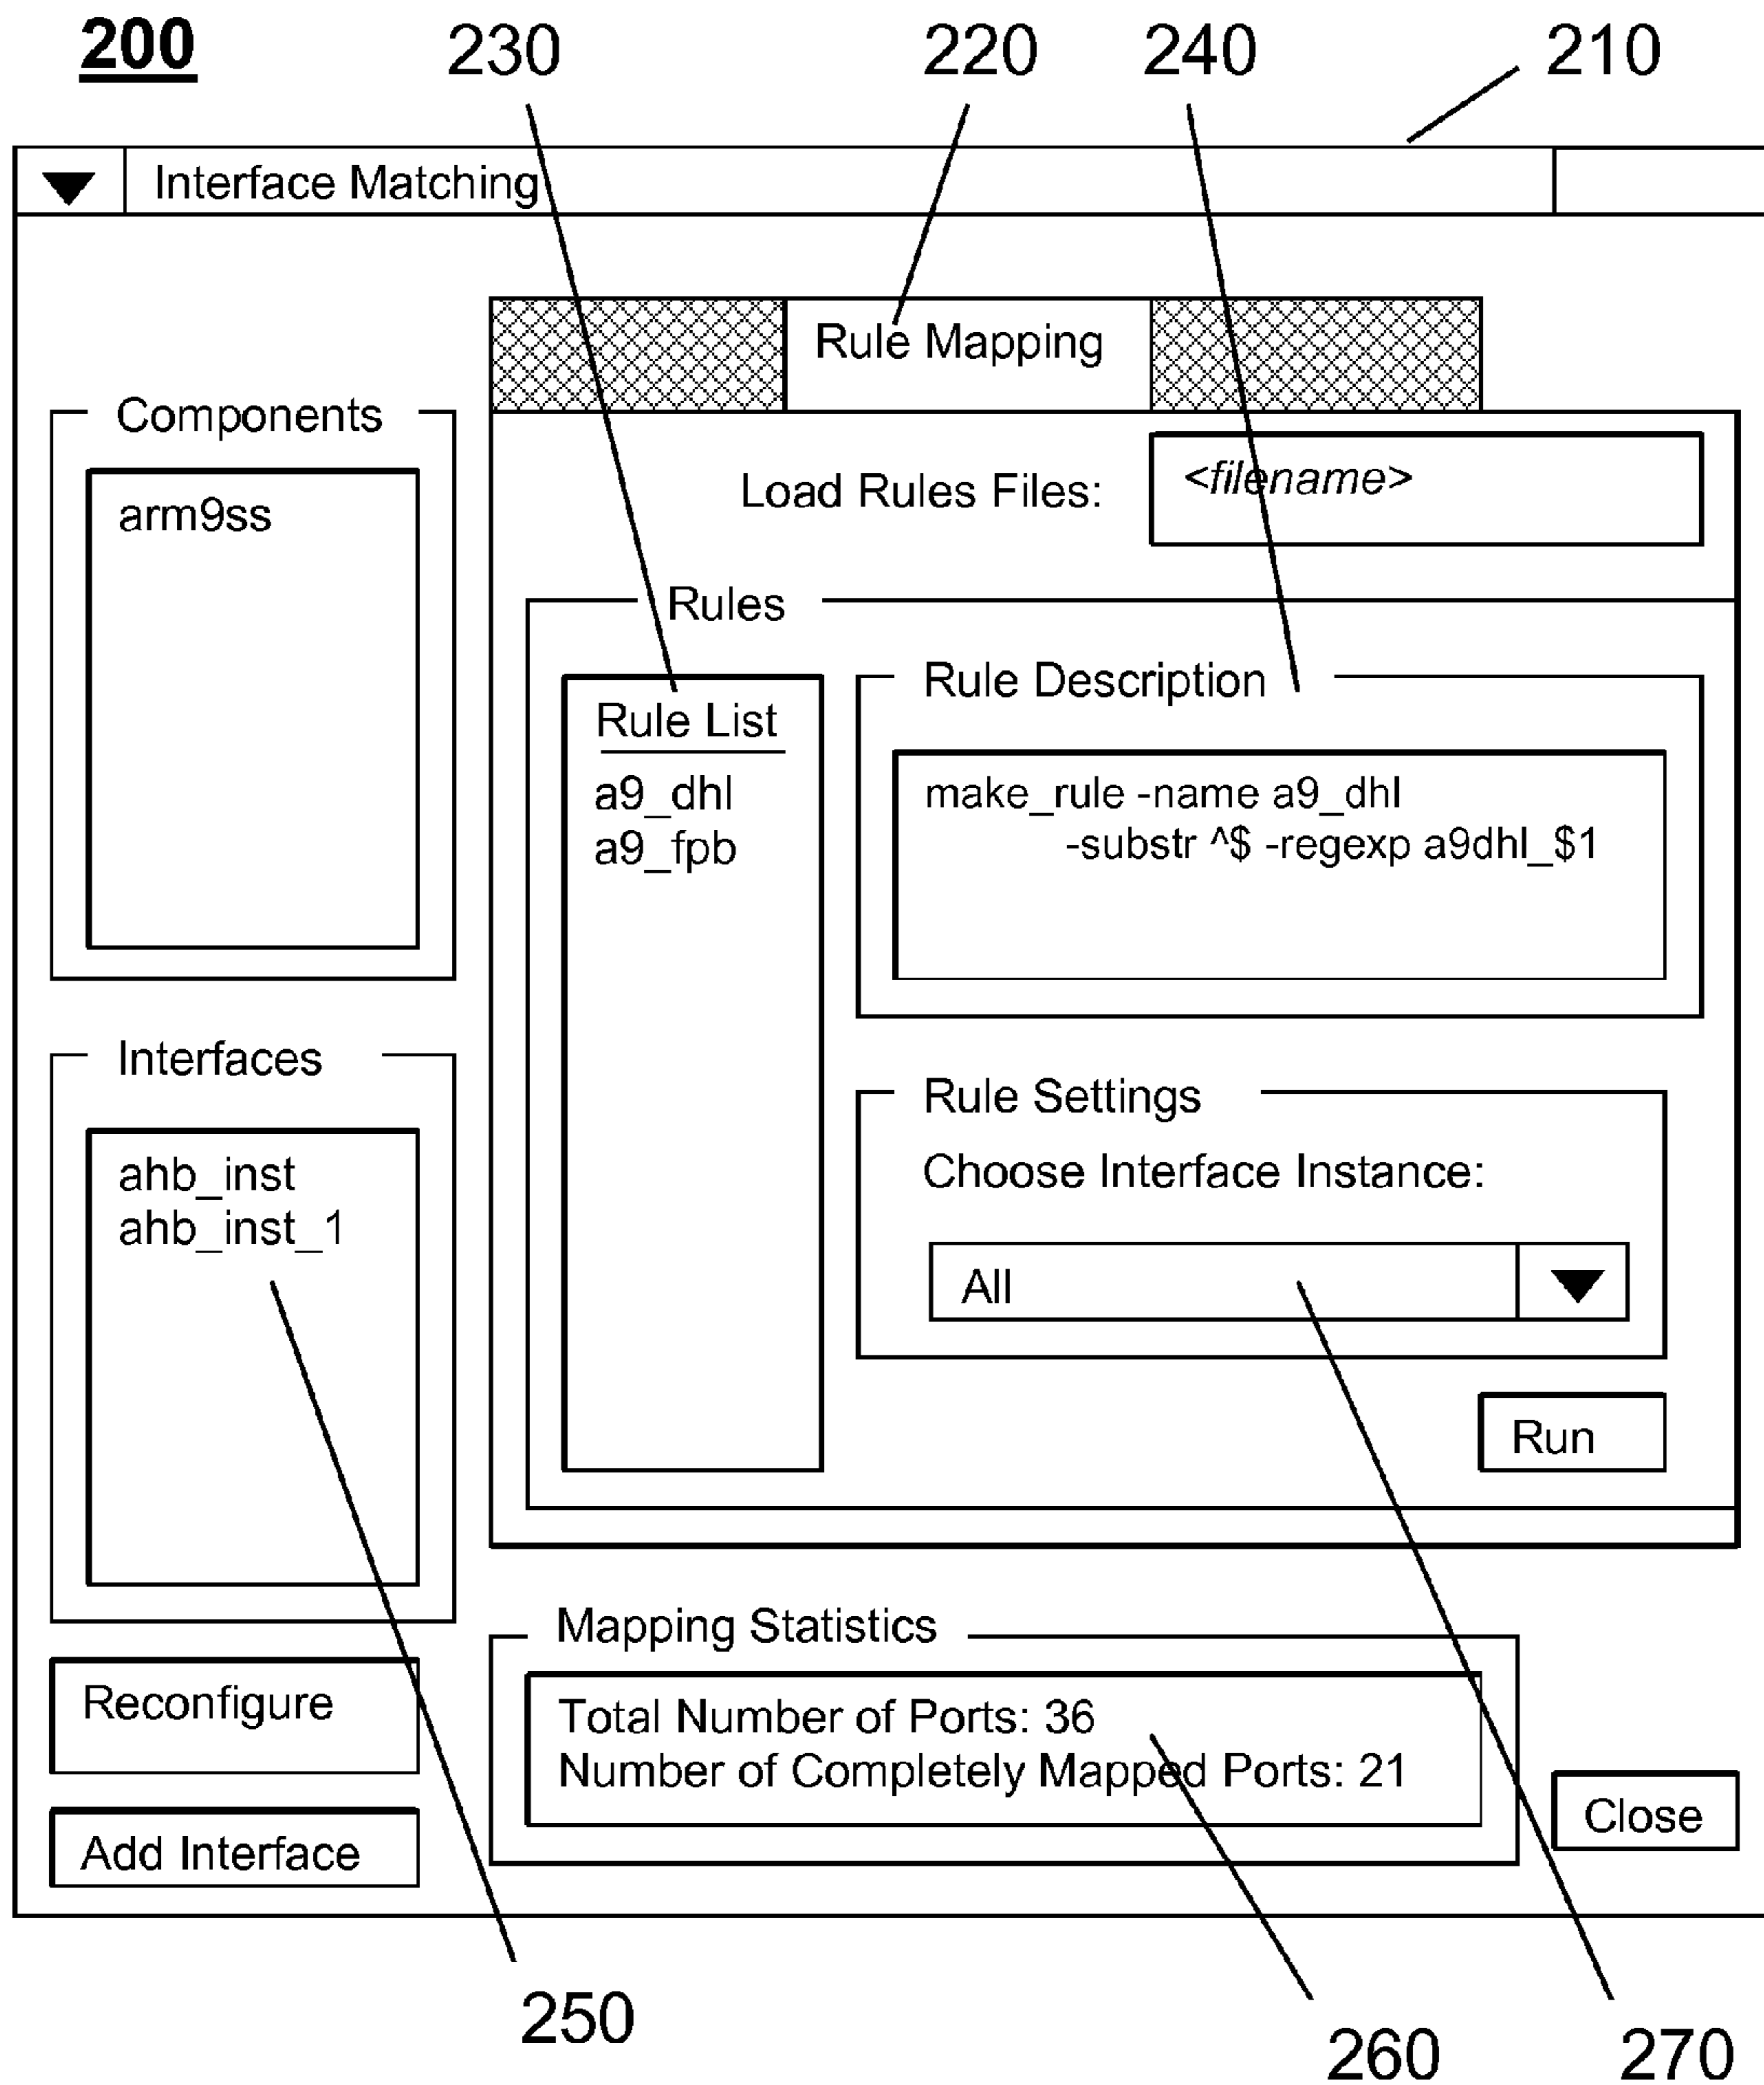 200
230
220
240
210
Interface Matching
Rule Mapping
Components
arm9ss
Load Rules Files:
<filename>
Rules
Rule List
a9_dhl
a9_fpb
Rule Description
make_rule -name a9_dhl
-substr ^$ -regexp a9dhl_$1
Interfaces
ahb_inst
ahb_inst_1
Rule Settings
Choose Interface Instance:
All
Run
Mapping Statistics
Total Number of Ports: 36
Number of Completely Mapped Ports: 21
Reconfigure
Add Interface
Close
250
260
270